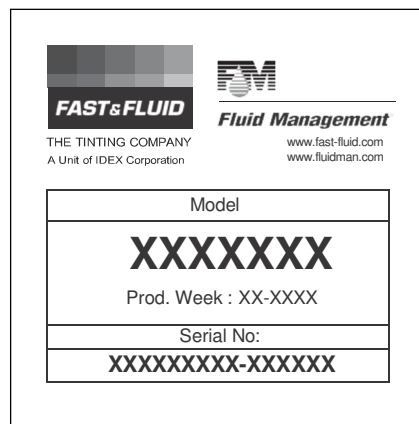 FAST&FLUID
THE TINTING COMPANY
A Unit of IDEX Corporation
FM
Fluid Management
www.fast-fluid.com
www.fluidman.com
Model
XXXXXXX
Prod. Week : XX-XXXX
Serial No:
XXXXXXXXX-XXXXXX